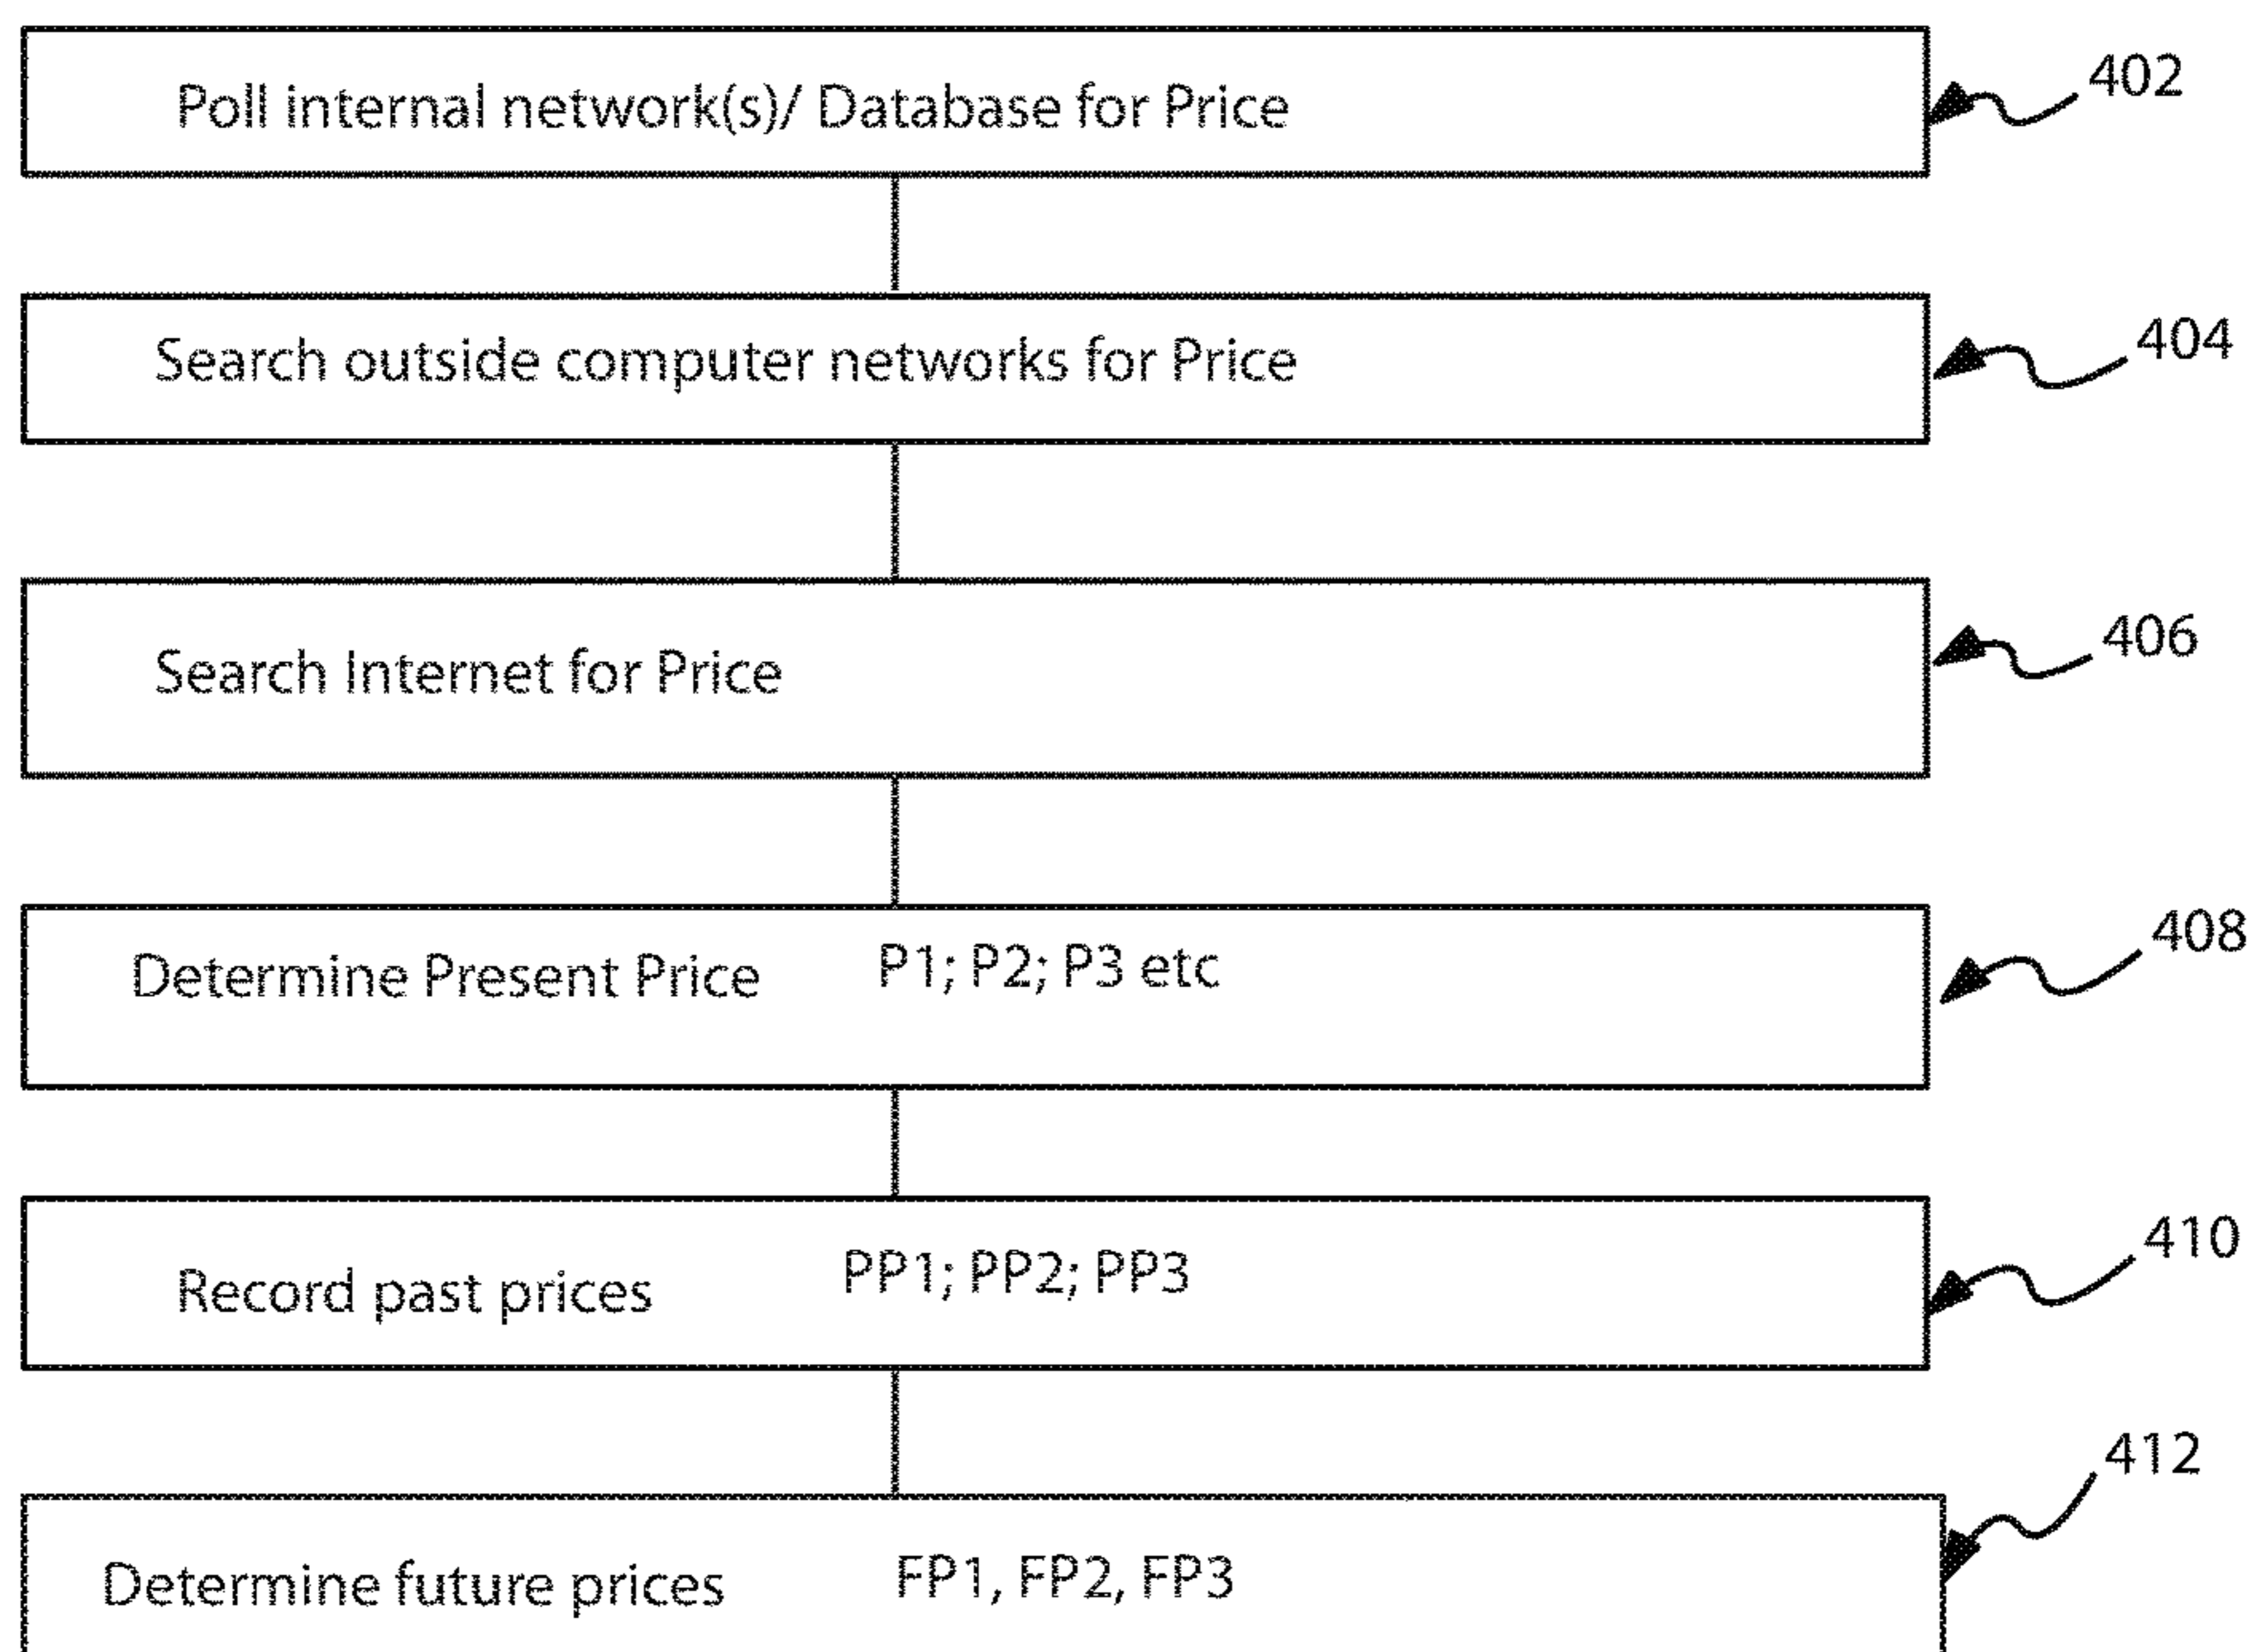 Poll internal network(s)/ Database for Price
402
Search outside computer networks for Price
404
Search Internet for Price
406
Determine Present Price P1; P2; P3 etc
408
Record past prices PP1; PP2; PP3
410
Determine future prices FP1, FP2, FP3
412